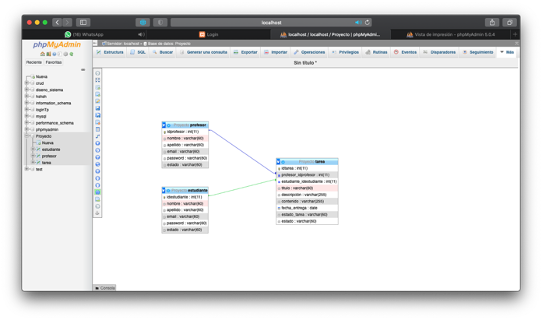 localhost
(2) WhatsApp
Login
localhost / localhost / Proyecto | phpMyAdmi...
Vista de impresión - phpMyAdmin 5.0.4
phpMyAdmin
Reciente Favoritas
Nueva
crud
diseno_sistema
kohsh
information_schema
loginTp
mysql
performance_schema
phpmyadmin
Proyecto
Nueva
estudiante
profesor
tarea
test
Servidor: localhost » Base de datos: Proyecto
Estructura SQL Buscar Generar una consulta Exportar Importar Operaciones Privilegios Rutinas Eventos Disparadores Seguimiento Más
Sin título *
Proyecto profesor
idprofesor : int(11)
nombre : varchar(60)
apellido : varchar(60)
email : varchar(60)
password : varchar(60)
estado : varchar(60)
Proyecto tarea
idtarea : int(11)
profesor_idprofesor : int(11)
estudiante_idestudiante : int(11)
titulo : varchar(60)
descripcion : varchar(255)
contenido : varchar(255)
fecha_entrega : date
estado_tarea : varchar(60)
estado : varchar(60)
Proyecto estudiante
idestudiante : int(11)
nombre : varchar(60)
apellido : varchar(60)
email : varchar(60)
password : varchar(60)
estado : varchar(60)
Consola